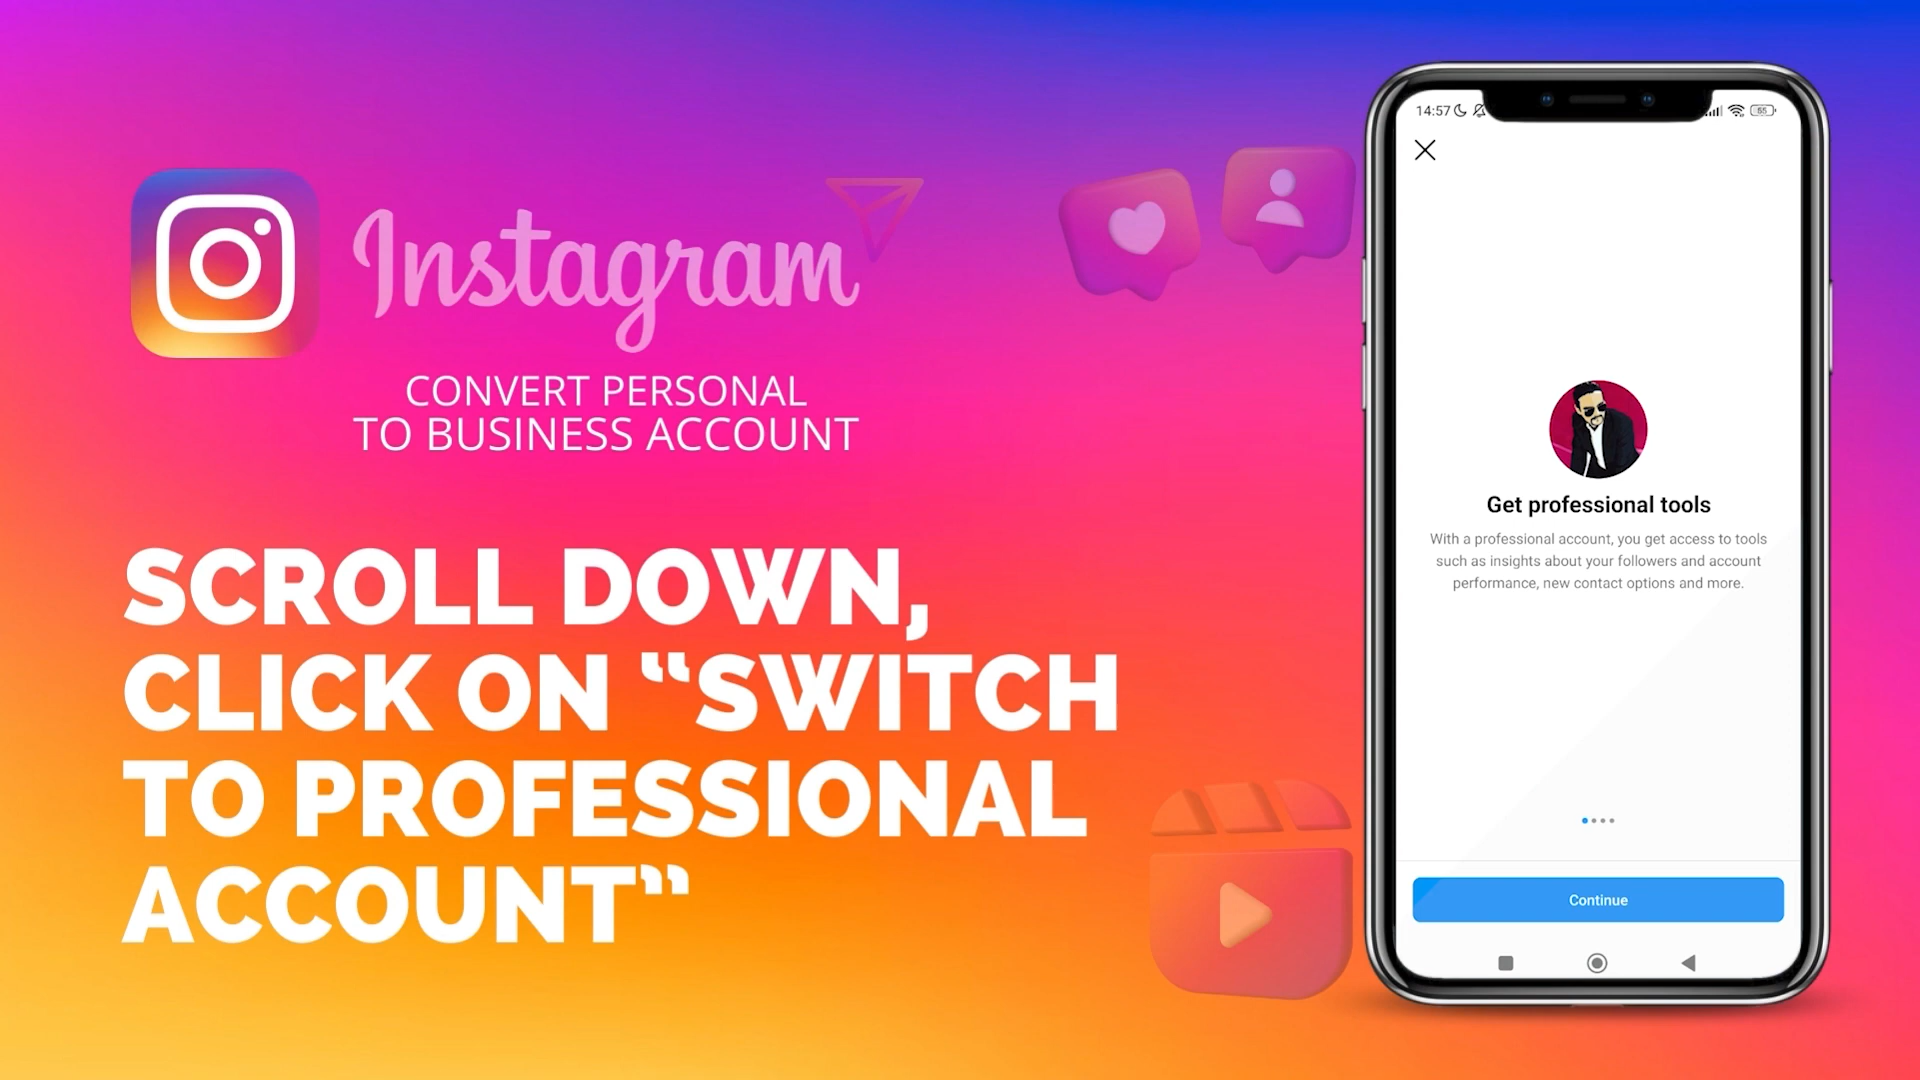 Instagram
CONVERT PERSONAL
TO BUSINESS ACCOUNT
SCROLL DOWN,
CLICK ON “SWITCH
TO PROFESSIONAL
ACCOUNT”
14:57
55
Get professional tools
With a professional account, you get access to tools
such as insights about your followers and account
performance, new contact options and more.
Continue